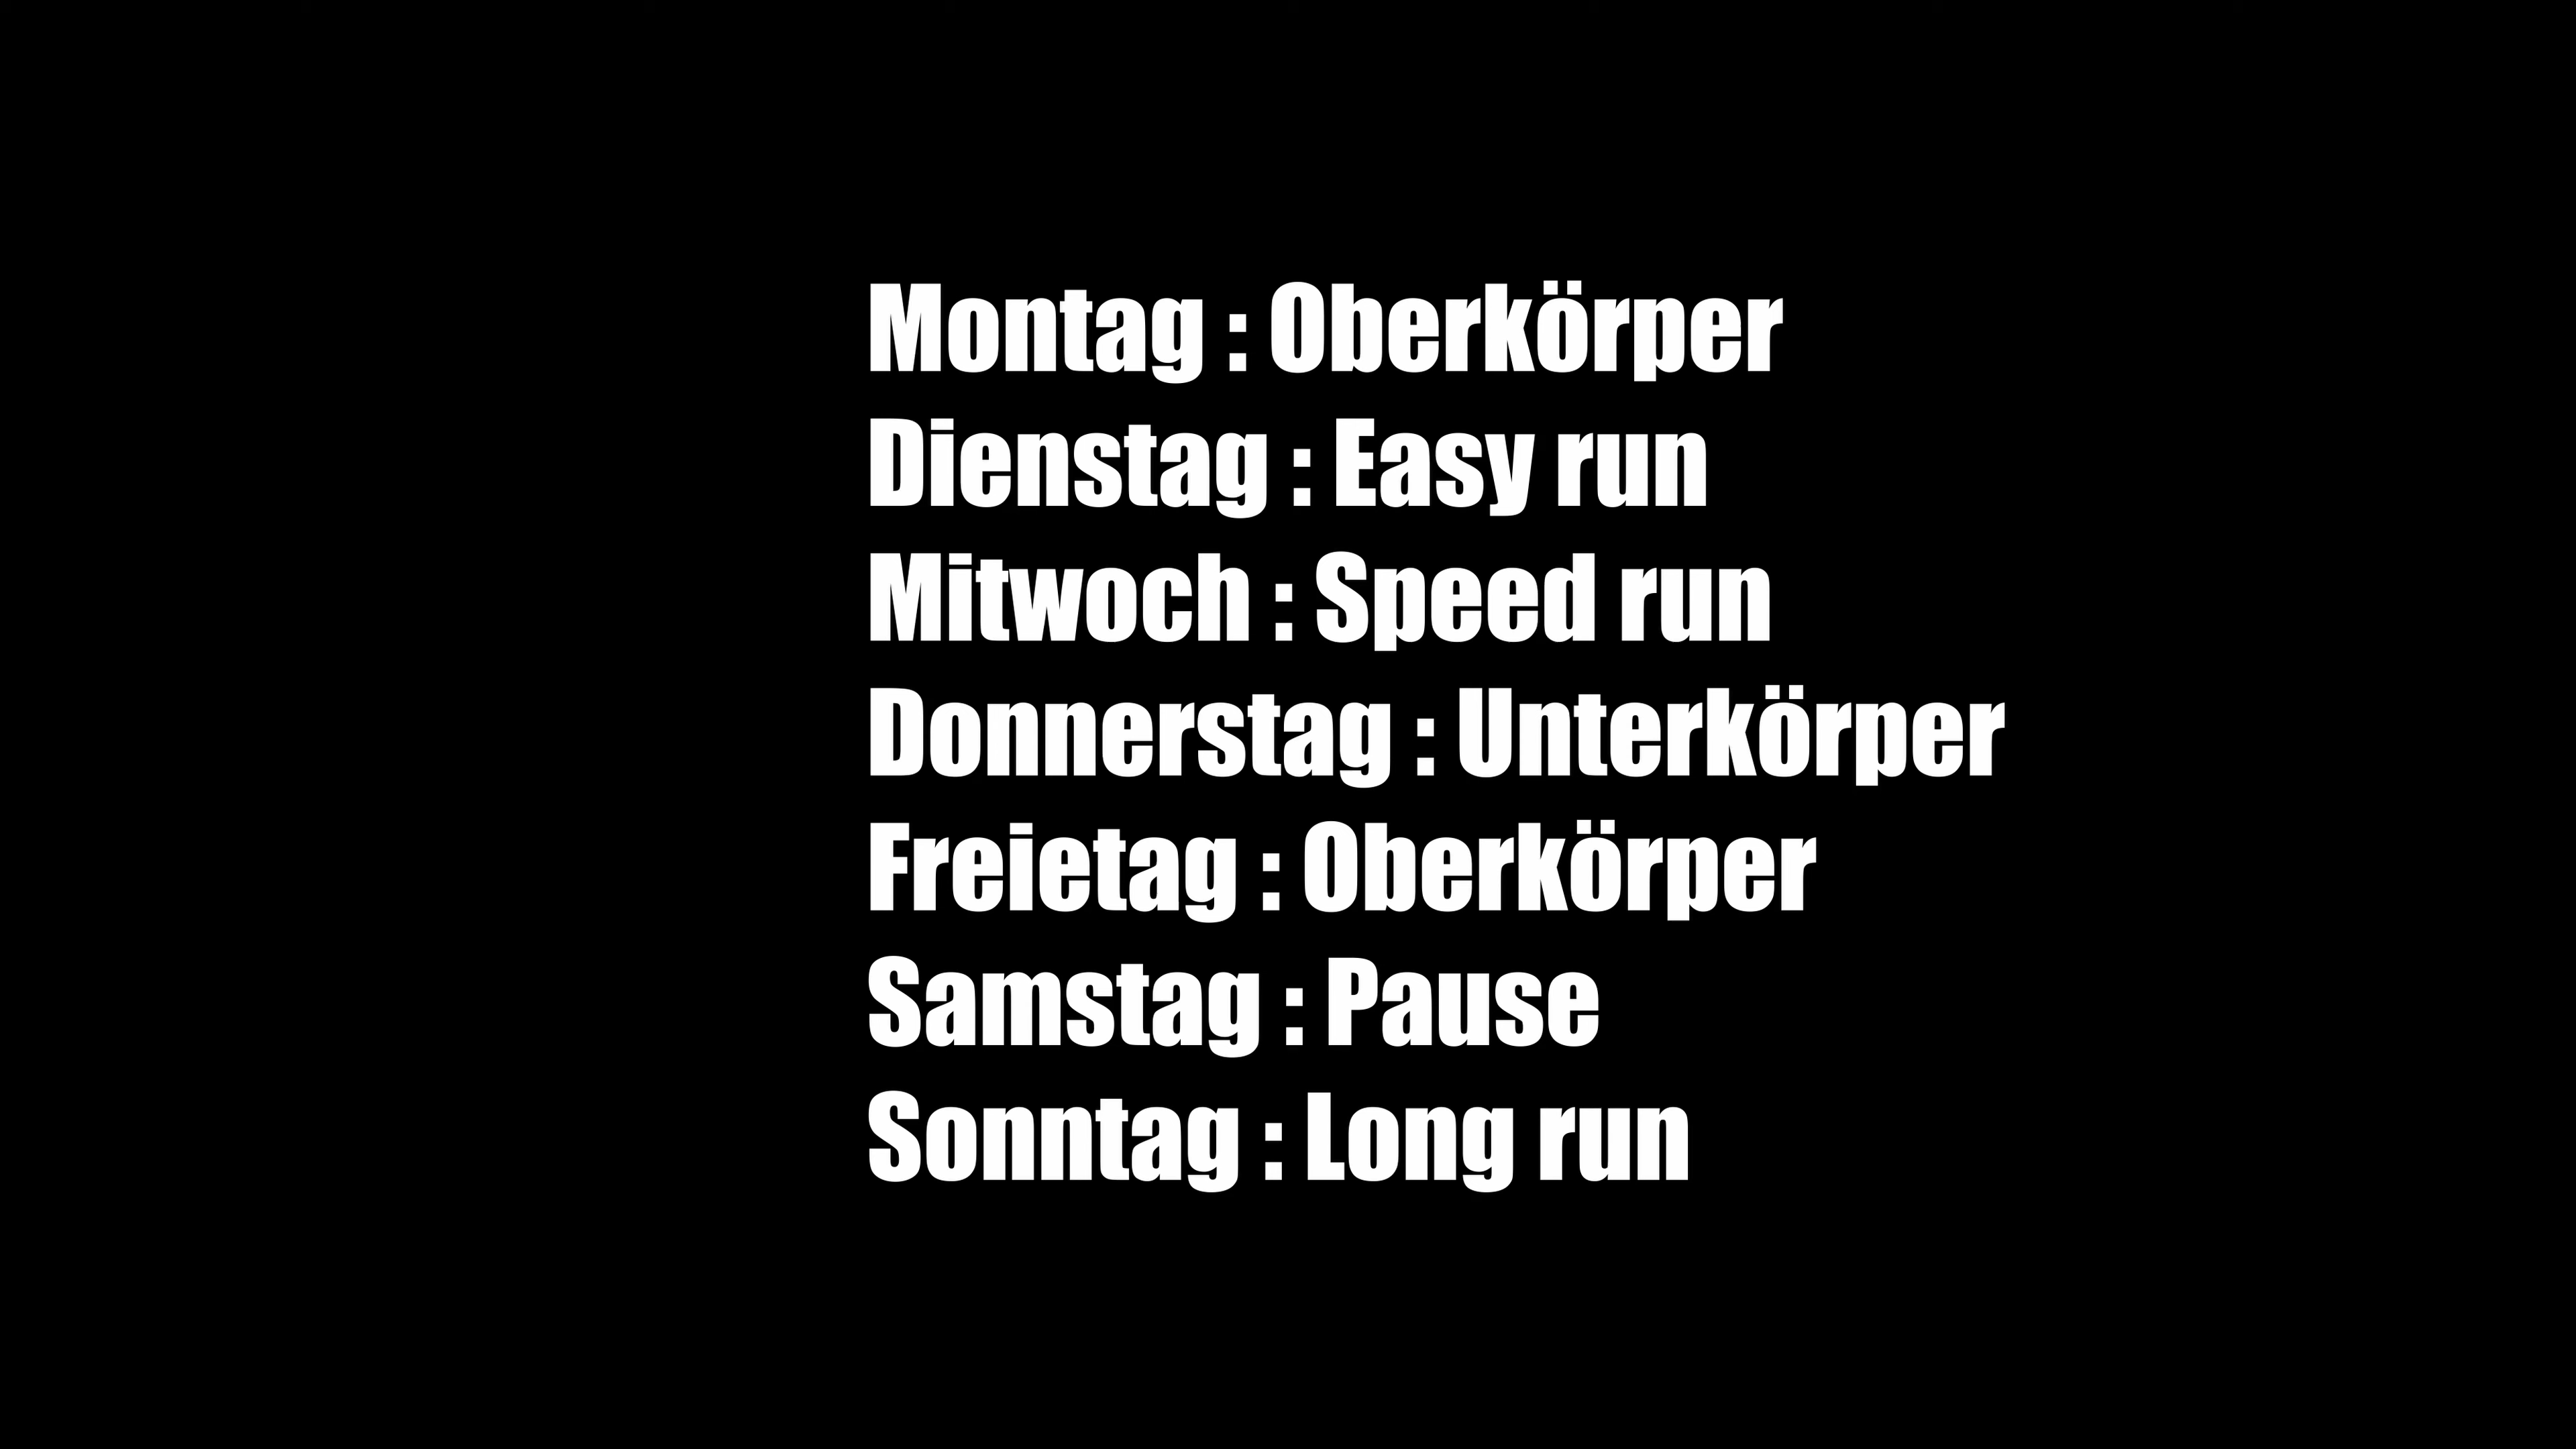 Montag : Oberkörper
Dienstag : Easy run
Mitwoch : Speed run
Donnerstag : Unterkörper
Freietag : Oberkörper
Samstag : Pause
Sonntag : Long run